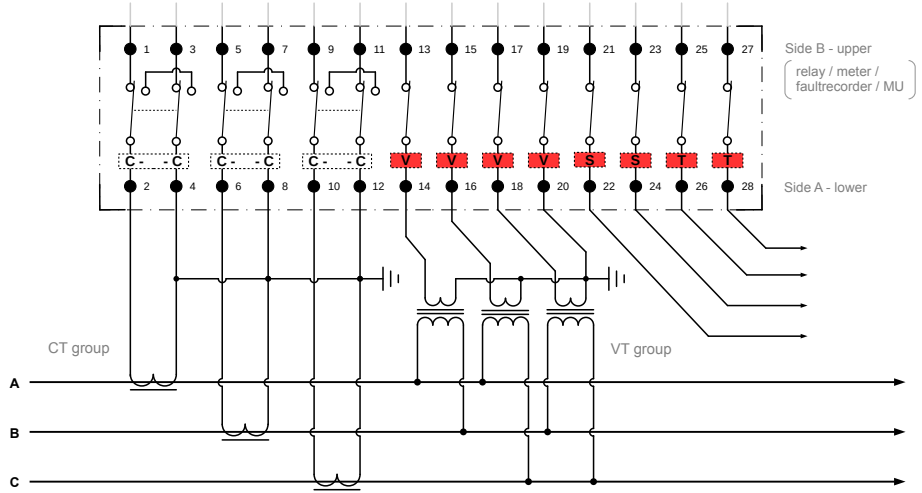 1 3 5 7 9 11 13 15 17 19 21 23 25 27
Side B - upper
relay / meter /
faultrecorder / MU
C- -C C- -C C- -C V V V V S S T T
2 4 6 8 10 12 14 16 18 20 22 24 26 28
Side A - lower
CT group
VT group
A
B
C